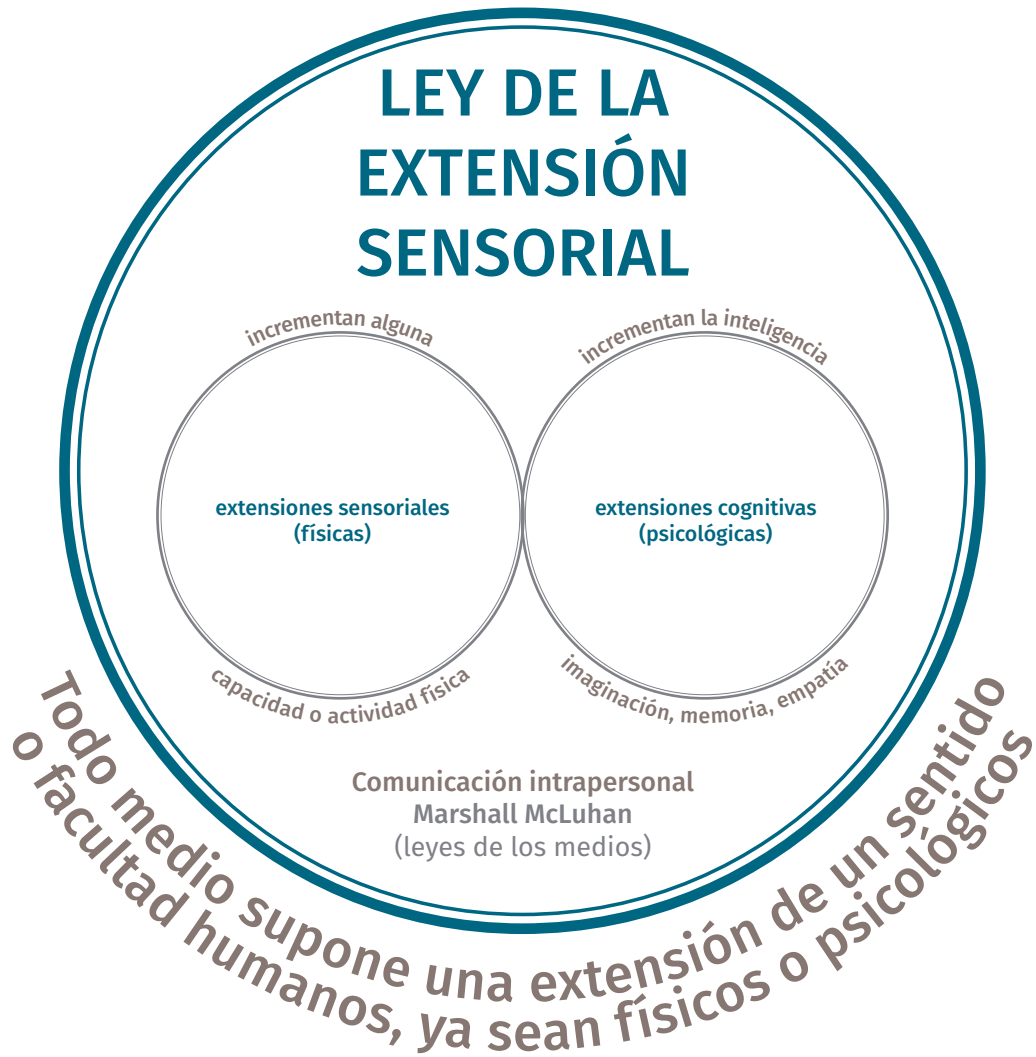 LEY DE LA
EXTENSIÓN
SENSORIAL
incrementan alguna
extensiones sensoriales
(físicas)
capacidad o actividad física
incrementan la inteligencia
extensiones cognitivas
(psicológicas)
imaginación, memoria, empatía
Comunicación intrapersonal
Marshall McLuhan
(leyes de los medios)
Todo medio supone una extensión de un sentido
o facultad humanos, ya sean físicos o psicológicos